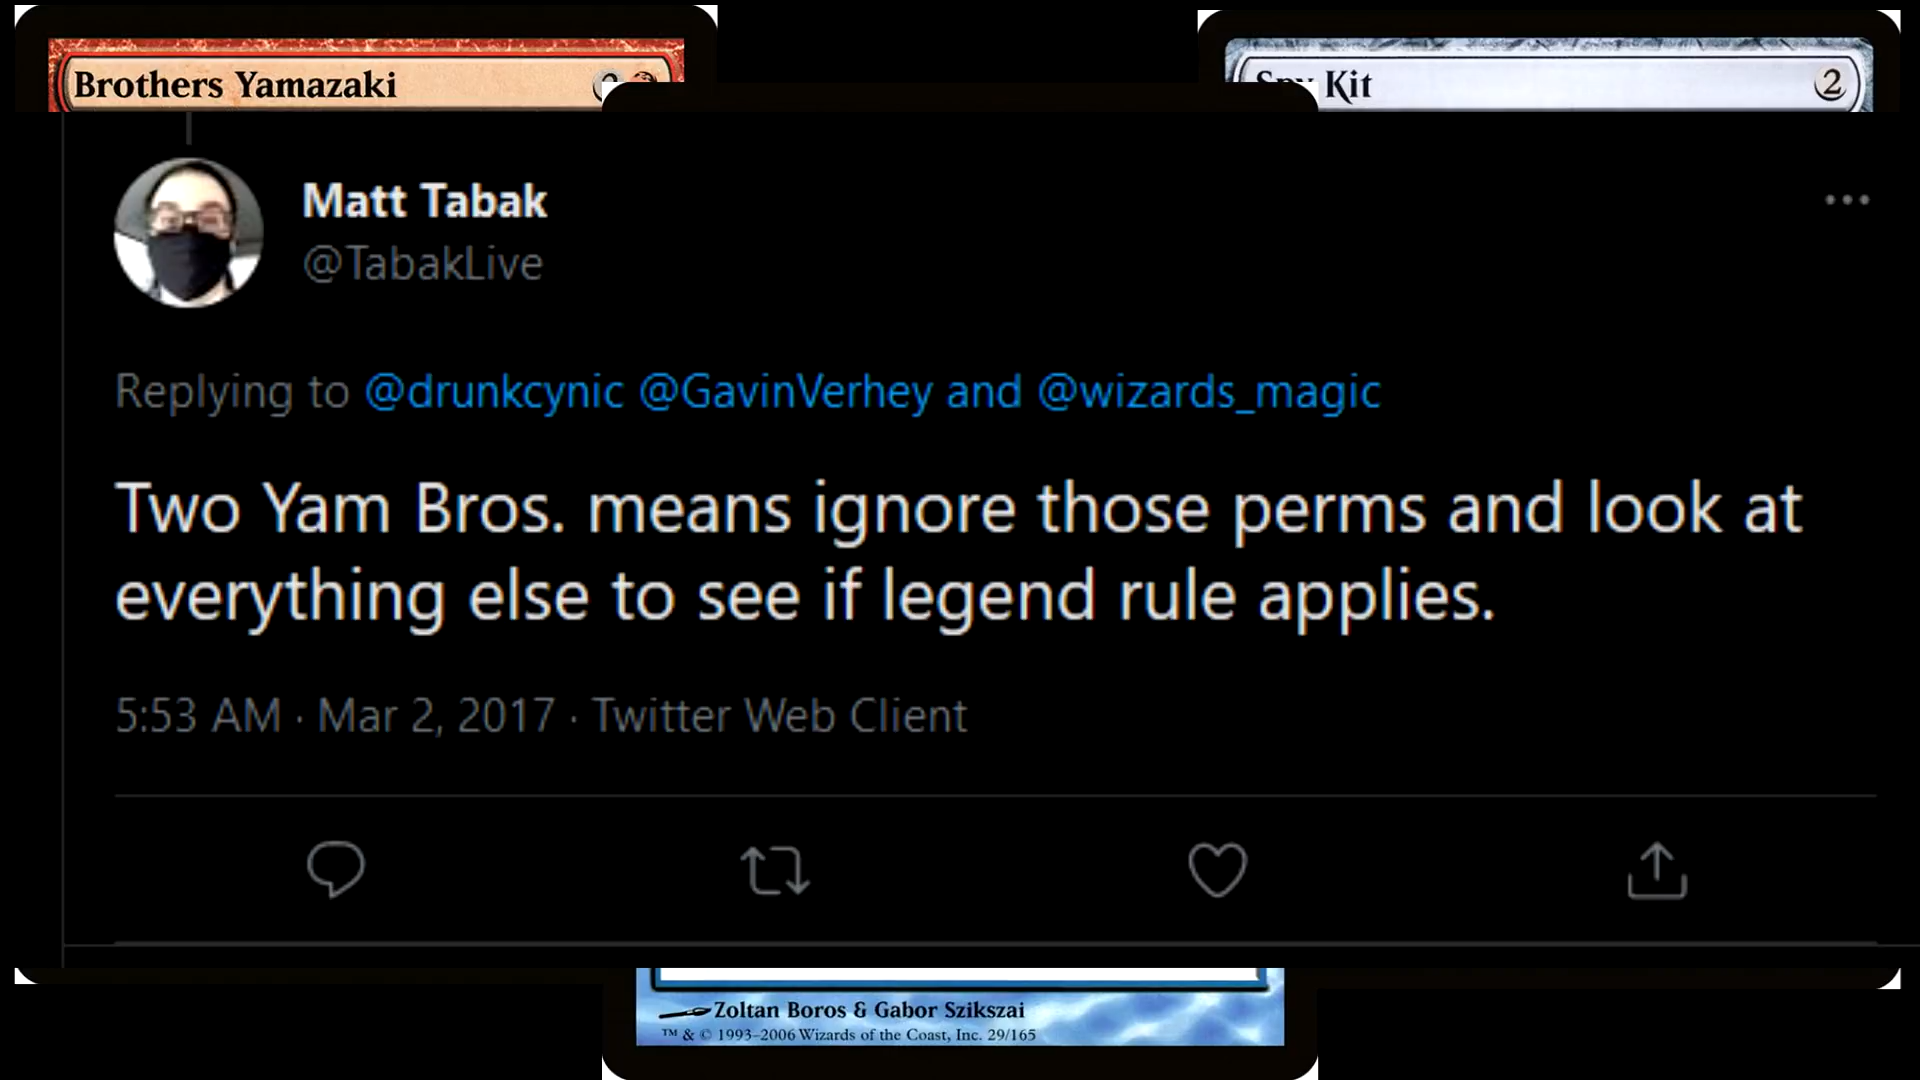 Brothers Yamazaki
Kit 2
Matt Tabak
@TabakLive
Replying to @drunkcynic @GavinVerhey and @wizards_magic
Two Yam Bros. means ignore those perms and look at
everything else to see if legend rule applies.
5:53 AM · Mar 2, 2017 · Twitter Web Client
Zoltan Boros & Gabor Szikszai
™ & © 1993–2006 Wizards of the Coast, Inc. 29/165